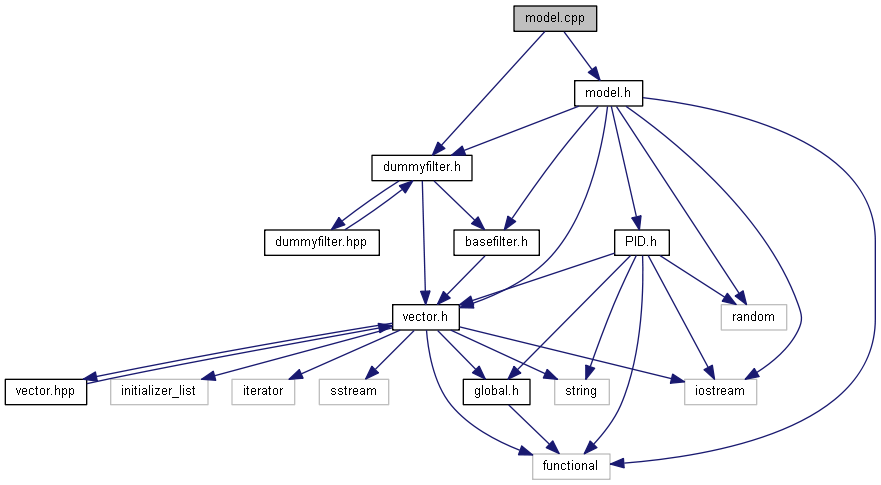 model.cpp
model.h
dummyfilter.h
dummyfilter.hpp
basefilter.h
PID.h
vector.h
random
vector.hpp
initializer_list
iterator
sstream
global.h
string
iostream
functional